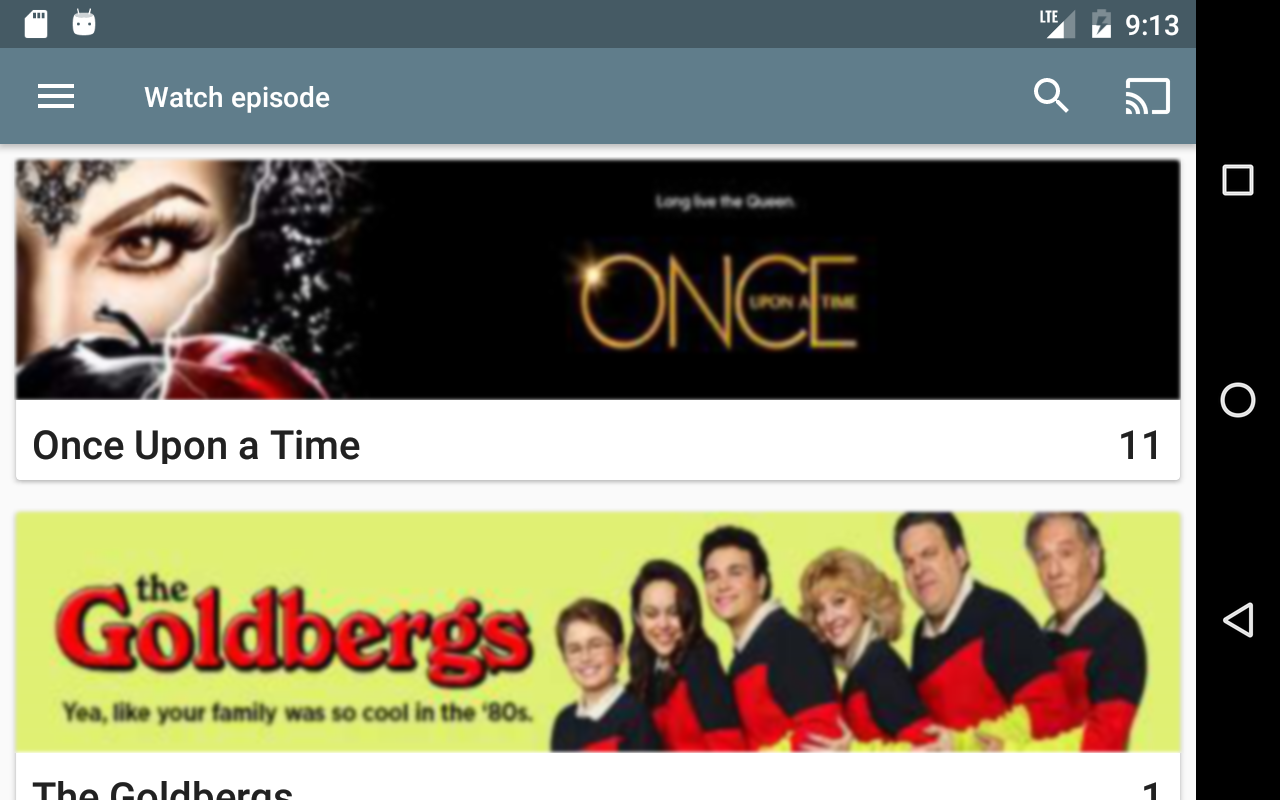 LTE
9:13
Watch episode
Long live the Queen.
ONCE
UPON A TIME
Once Upon a Time
11
the
Goldbergs
Yea, like your family was so cool in the '80s.
The Goldbergs
1